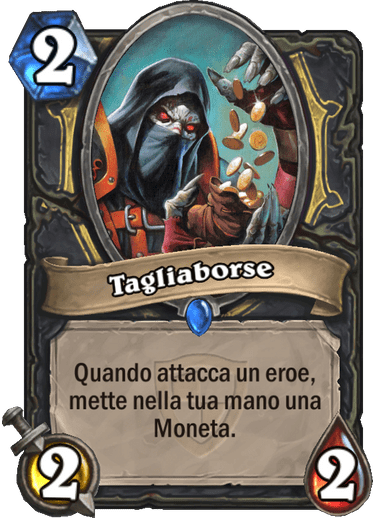 2
Tagliaborse
Quando attacca un eroe,
mette nella tua mano una
Moneta.
2
2